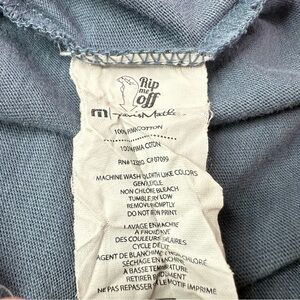 Rip
me
off
m TravisMathew
100% PIMA COTTON
100% PIMA COTON
MACHINE WASH COLD WITH LIKE COLORS
GENTLE CYCLE
NON CHLORE BLEACH
TUMBLE DRY LOW
REMOVE PROMPTLY
DO NOT IRON PRINT
LAVAGE EN MACHINE
A FROID AVEC
DES COULEURS SIMILAIRES
CYCLE DELICAT
AGENT DE BLANCHIMENT NON CHLORÉ
SÉCHAGE EN MACHINE
À BASSE TEMPÉRATURE
RETIRER RAPIDEMENT
NE PAS REPASSER L'IMPRIMÉ